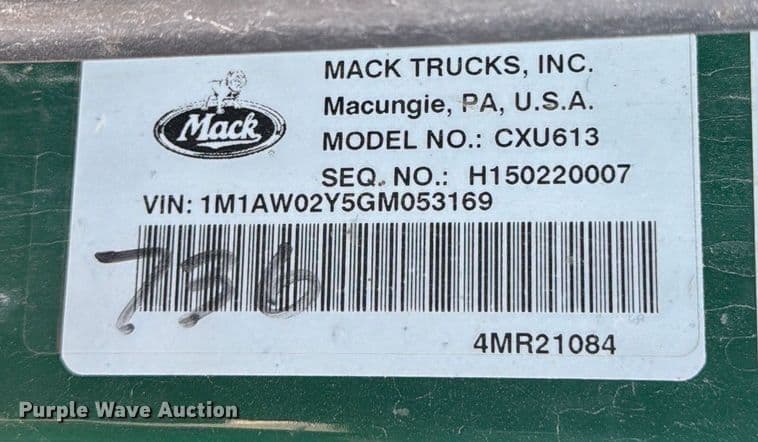 Mack
MACK TRUCKS, INC.
Macungie, PA, U.S.A.
MODEL NO.: CXU613
SEQ. NO.: H150220007
VIN: 1M1AW02Y5GM053169
736
4MR21084
Purple Wave Auction